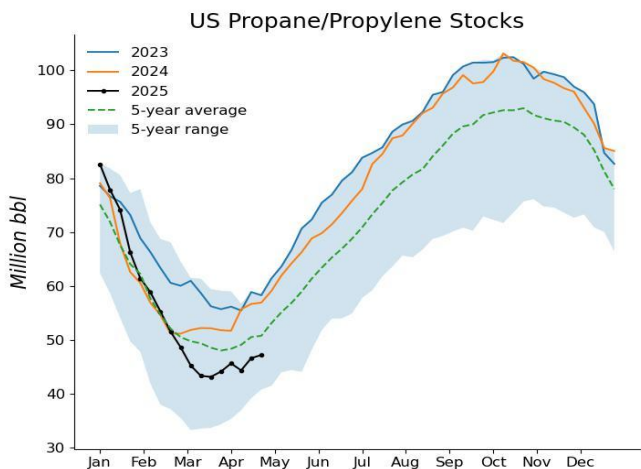 US Propane/Propylene Stocks
Million bbl
100
90
80
70
60
50
40
30
2023
2024
2025
5-year average
5-year range
Jan Feb Mar Apr May Jun Jul Aug Sep Oct Nov Dec